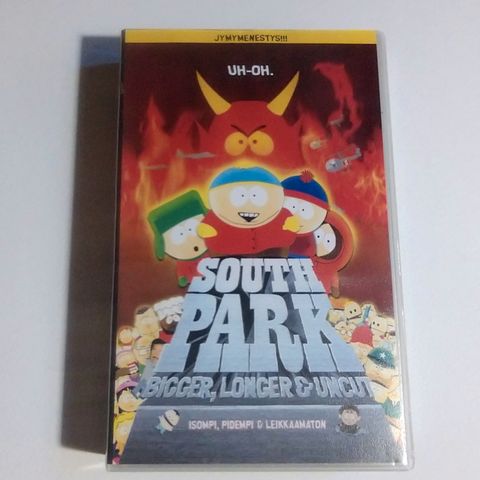 JYMYMENESTYS!!!
UH-OH.
SOUTH
PARK
BIGGER, LONGER & UNCUT
ISOMPI, PIDEMPI & LEIKKAAMATON